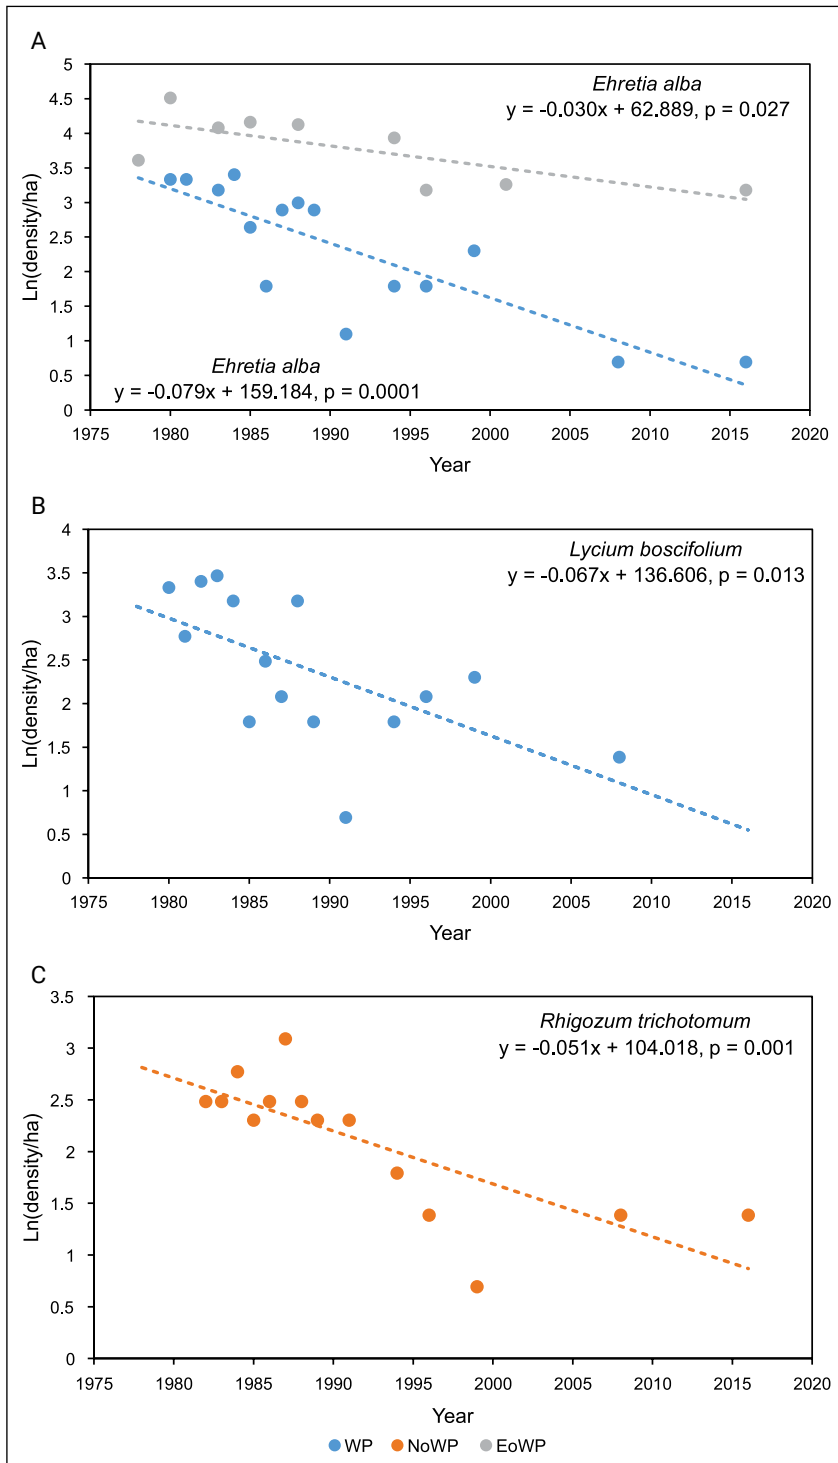 A
Ehretia alba
y = -0.030x + 62.889, p = 0.027
5
4.5
4
3.5
3
2.5
2
1.5
1
0.5
0
Ln(density/ha)
Ehretia alba
y = -0.079x + 159.184, p = 0.0001
1975 1980 1985 1990 1995 2000 2005 2010 2015 2020
Year
B
Lycium boscifolium
y = -0.067x + 136.606, p = 0.013
4
3.5
3
2.5
2
1.5
1
0.5
0
Ln(density/ha)
1975 1980 1985 1990 1995 2000 2005 2010 2015 2020
Year
C
Rhigozum trichotomum
y = -0.051x + 104.018, p = 0.001
3.5
3
2.5
2
1.5
1
0.5
0
Ln(density/ha)
1975 1980 1985 1990 1995 2000 2005 2010 2015 2020
Year
WP NoWP EoWP